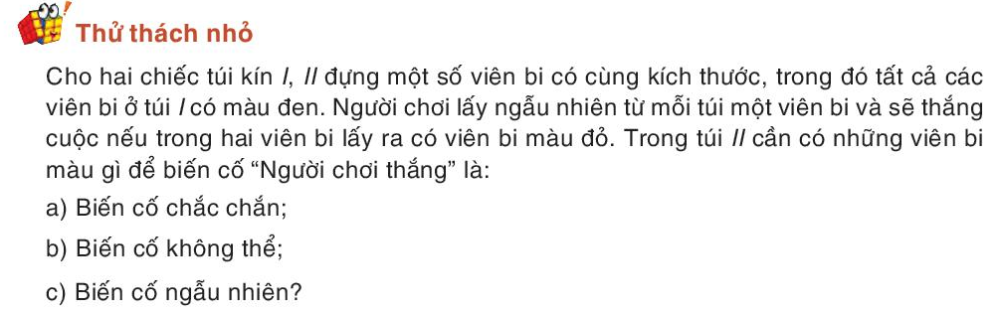 Thử thách nhỏ
Cho hai chiếc túi kín I, II đựng một số viên bi có cùng kích thước, trong đó tất cả các
viên bi ở túi I có màu đen. Người chơi lấy ngẫu nhiên từ mỗi túi một viên bi và sẽ thắng
cuộc nếu trong hai viên bi lấy ra có viên bi màu đỏ. Trong túi II cần có những viên bi
màu gì để biến cố “Người chơi thắng” là:
a) Biến cố chắc chắn;
b) Biến cố không thể;
c) Biến cố ngẫu nhiên?